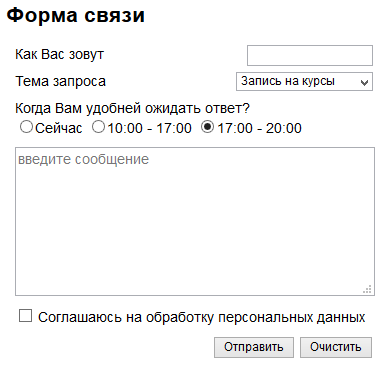 Форма связи
Как Вас зовут
Тема запроса Запись на курсы
Когда Вам удобней ожидать ответ?
Сейчас 10:00 - 17:00 17:00 - 20:00
введите сообщение
Соглашаюсь на обработку персональных данных
Отправить Очистить